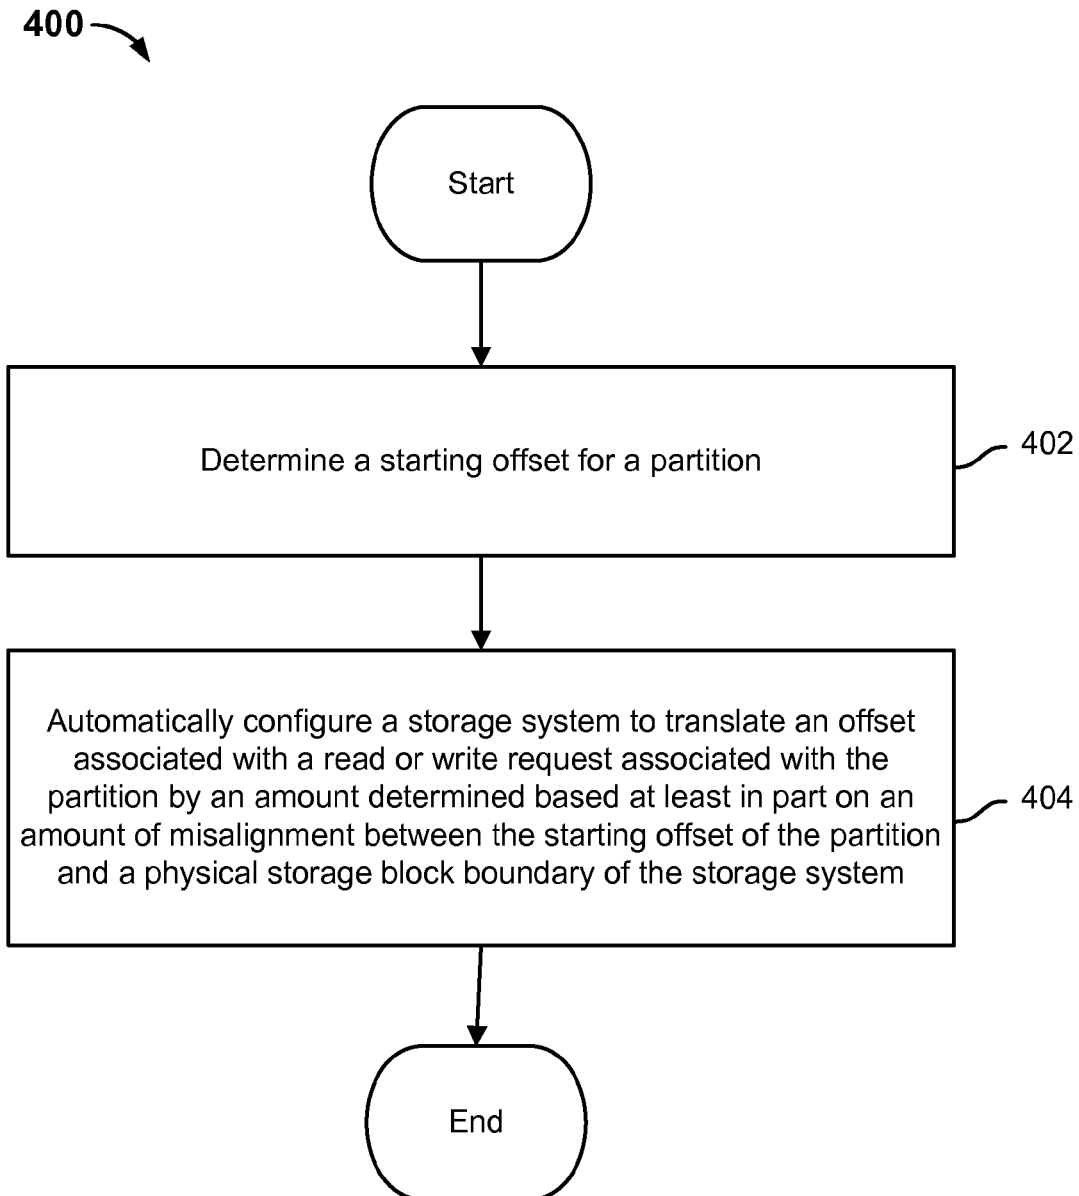 400
Start
Determine a starting offset for a partition
402
Automatically configure a storage system to translate an offset
associated with a read or write request associated with the
partition by an amount determined based at least in part on an
amount of misalignment between the starting offset of the partition
and a physical storage block boundary of the storage system
404
End